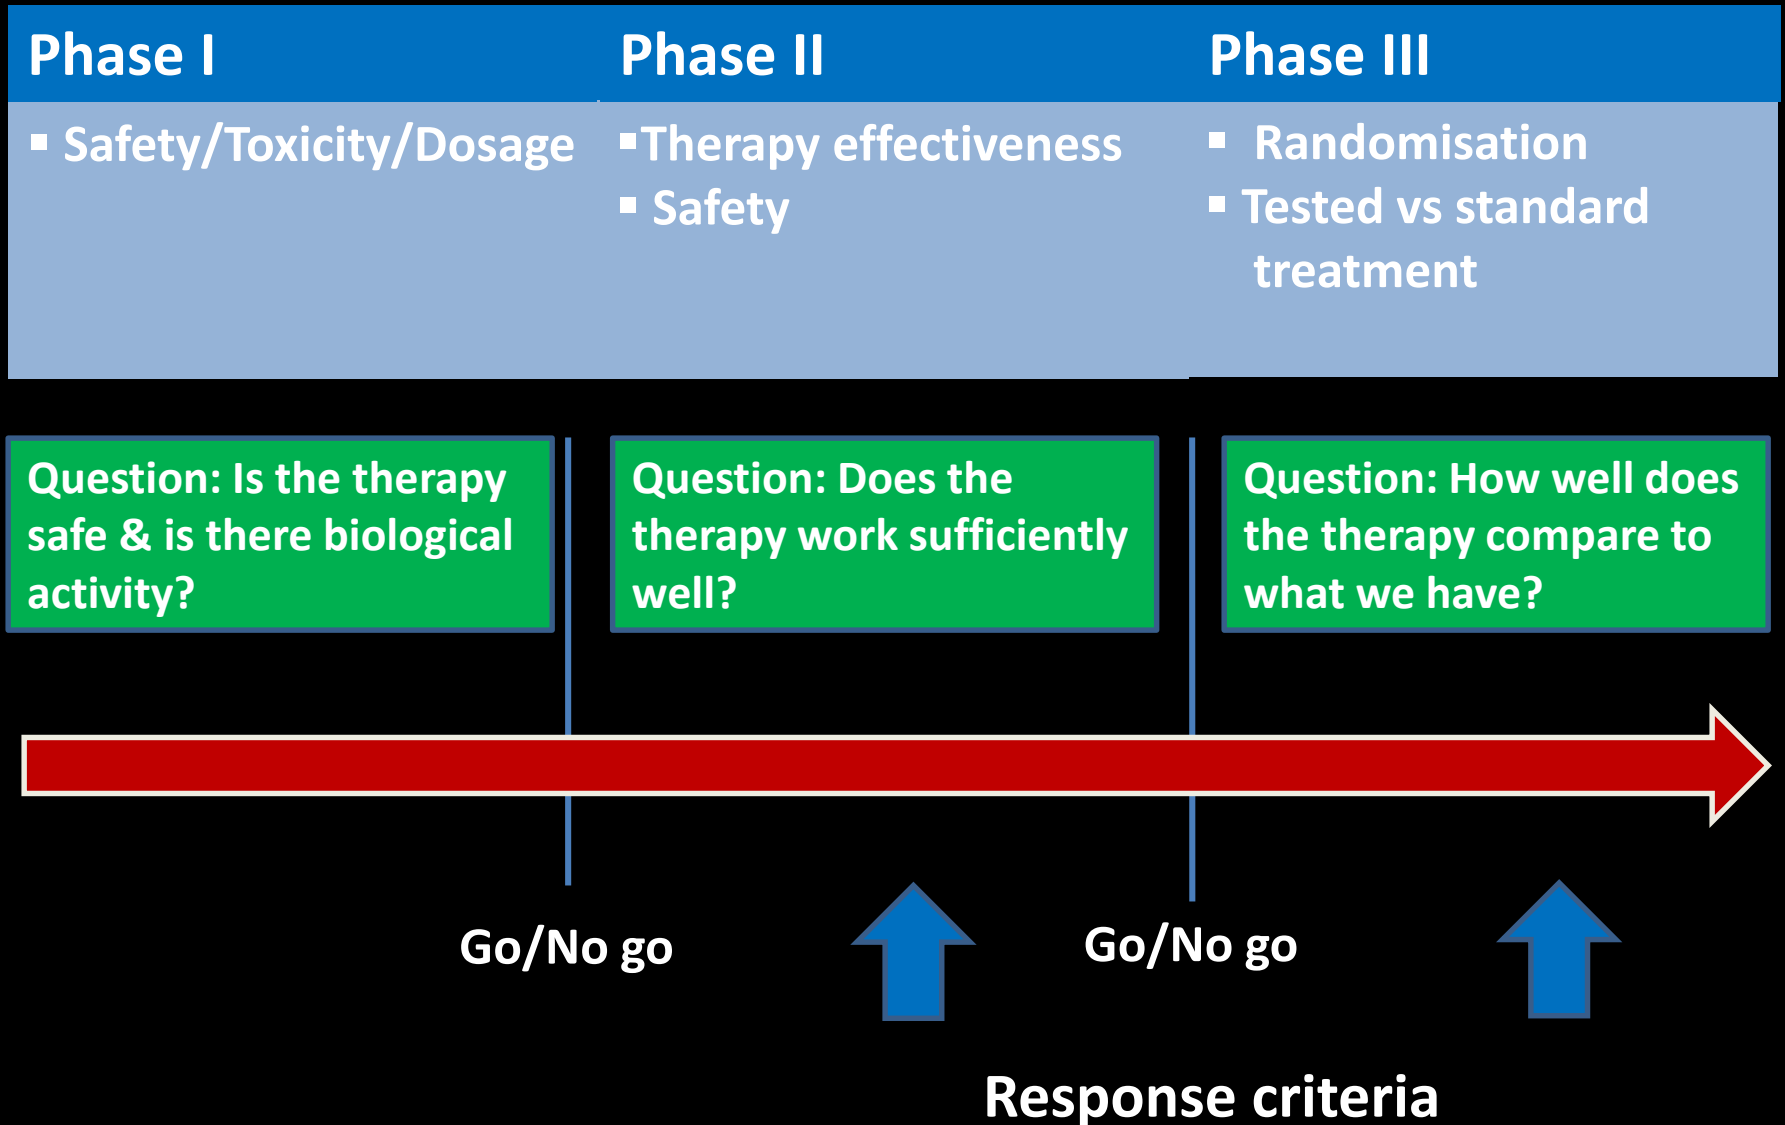 Phase I
Phase II
Phase III
▪ Safety/Toxicity/Dosage
▪Therapy effectiveness
▪ Safety
▪ Randomisation
▪ Tested vs standard
treatment
Question: Is the therapy
safe & is there biological
activity?
Question: Does the
therapy work sufficiently
well?
Question: How well does
the therapy compare to
what we have?
Go/No go
Go/No go
Response criteria